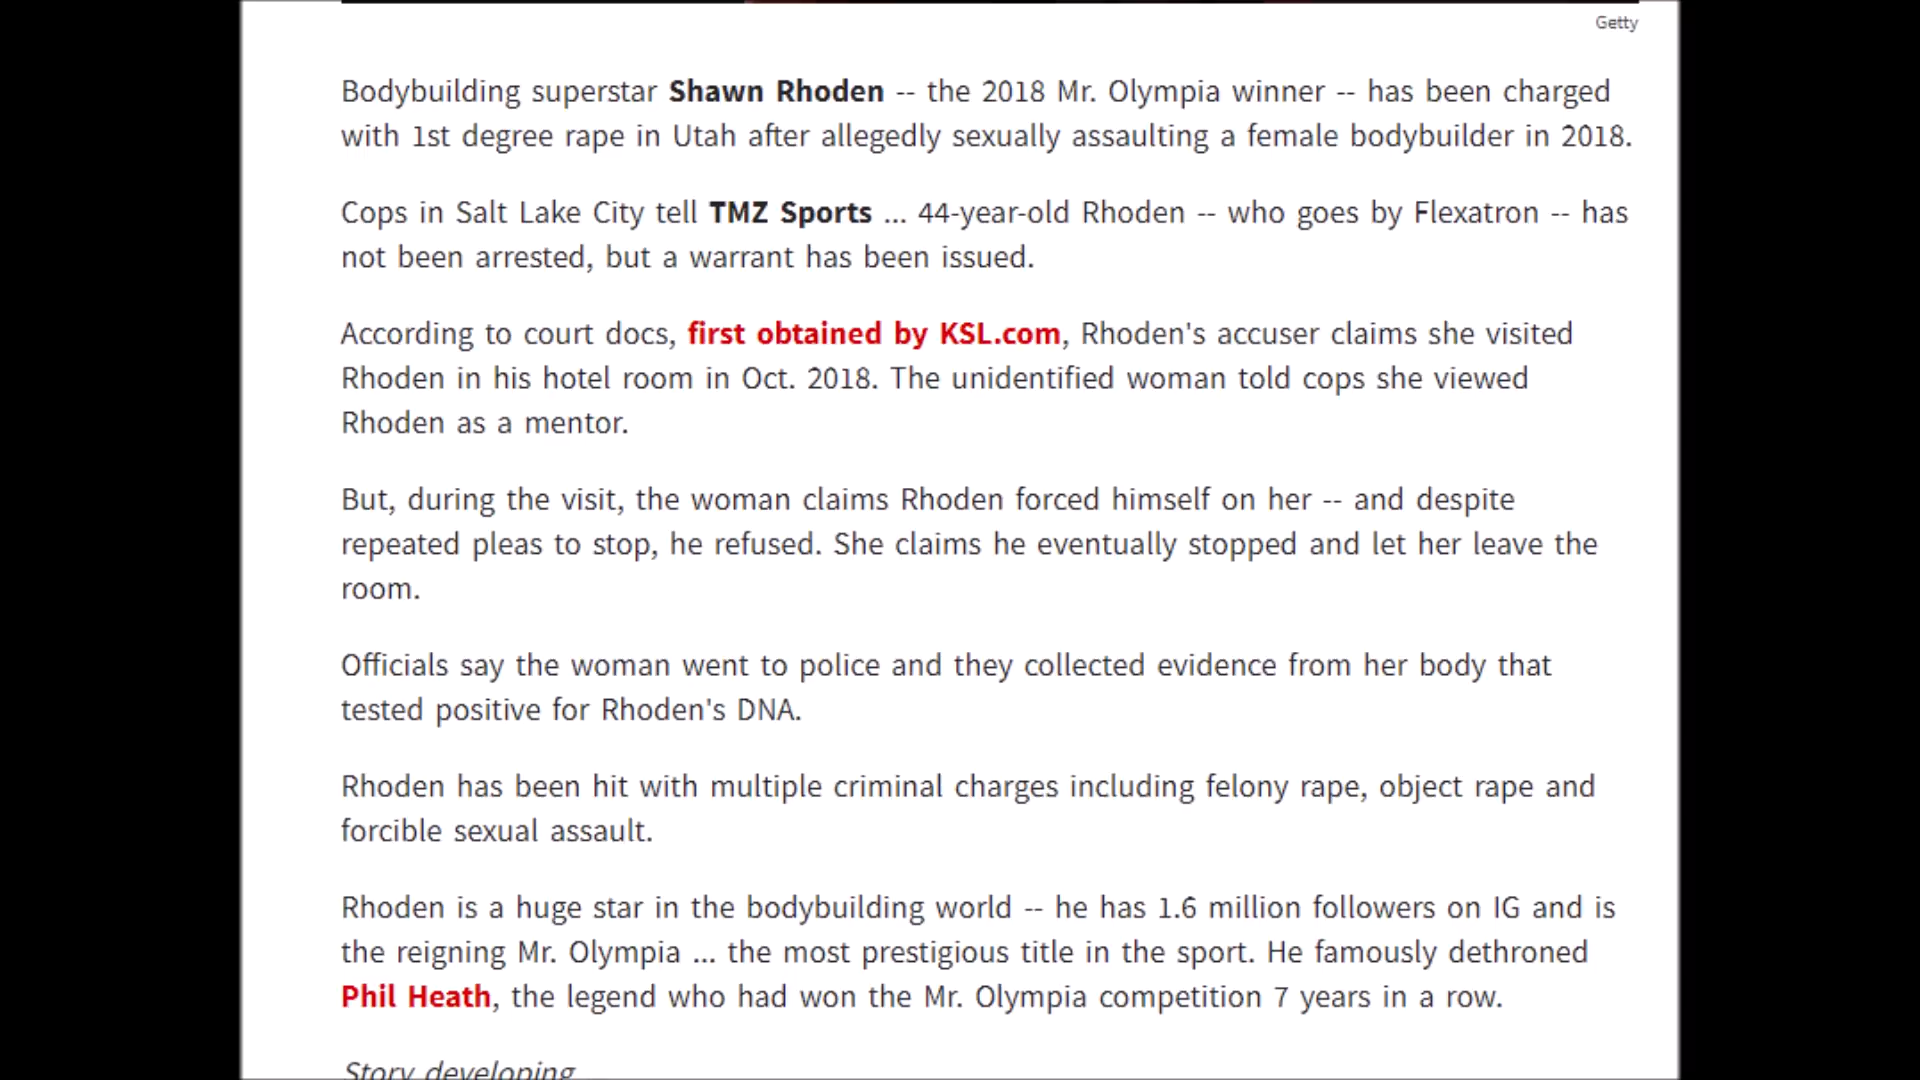 Getty
Bodybuilding superstar Shawn Rhoden -- the 2018 Mr. Olympia winner -- has been charged
with 1st degree rape in Utah after allegedly sexually assaulting a female bodybuilder in 2018.
Cops in Salt Lake City tell TMZ Sports ... 44-year-old Rhoden -- who goes by Flexatron -- has
not been arrested, but a warrant has been issued.
According to court docs, first obtained by KSL.com, Rhoden's accuser claims she visited
Rhoden in his hotel room in Oct. 2018. The unidentified woman told cops she viewed
Rhoden as a mentor.
But, during the visit, the woman claims Rhoden forced himself on her -- and despite
repeated pleas to stop, he refused. She claims he eventually stopped and let her leave the
room.
Officials say the woman went to police and they collected evidence from her body that
tested positive for Rhoden's DNA.
Rhoden has been hit with multiple criminal charges including felony rape, object rape and
forcible sexual assault.
Rhoden is a huge star in the bodybuilding world -- he has 1.6 million followers on IG and is
the reigning Mr. Olympia ... the most prestigious title in the sport. He famously dethroned
Phil Heath, the legend who had won the Mr. Olympia competition 7 years in a row.
Story developing ...